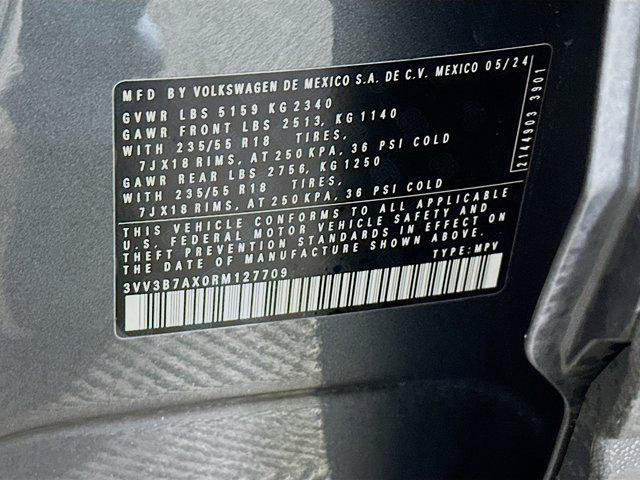 MFD BY VOLKSWAGEN DE MEXICO S.A. DE C.V. MEXICO 05/24
GVWR LBS 5159 KG 2340
GAWR FRONT LBS 2513, KG 1140
WITH 235/55 R18 TIRES,
7JX18 RIMS, AT 250 KPA, 36 PSI COLD
GAWR REAR LBS 2756, KG 1250
WITH 235/55 R18 TIRES,
7JX18 RIMS, AT 250 KPA, 36 PSI COLD
THIS VEHICLE CONFORMS TO ALL APPLICABLE
U.S. FEDERAL MOTOR VEHICLE SAFETY AND
THEFT PREVENTION STANDARDS IN EFFECT ON
THE DATE OF MANUFACTURE SHOWN ABOVE.
TYPE: MPV
3VV3B7AX0RM127709
2144903 3901